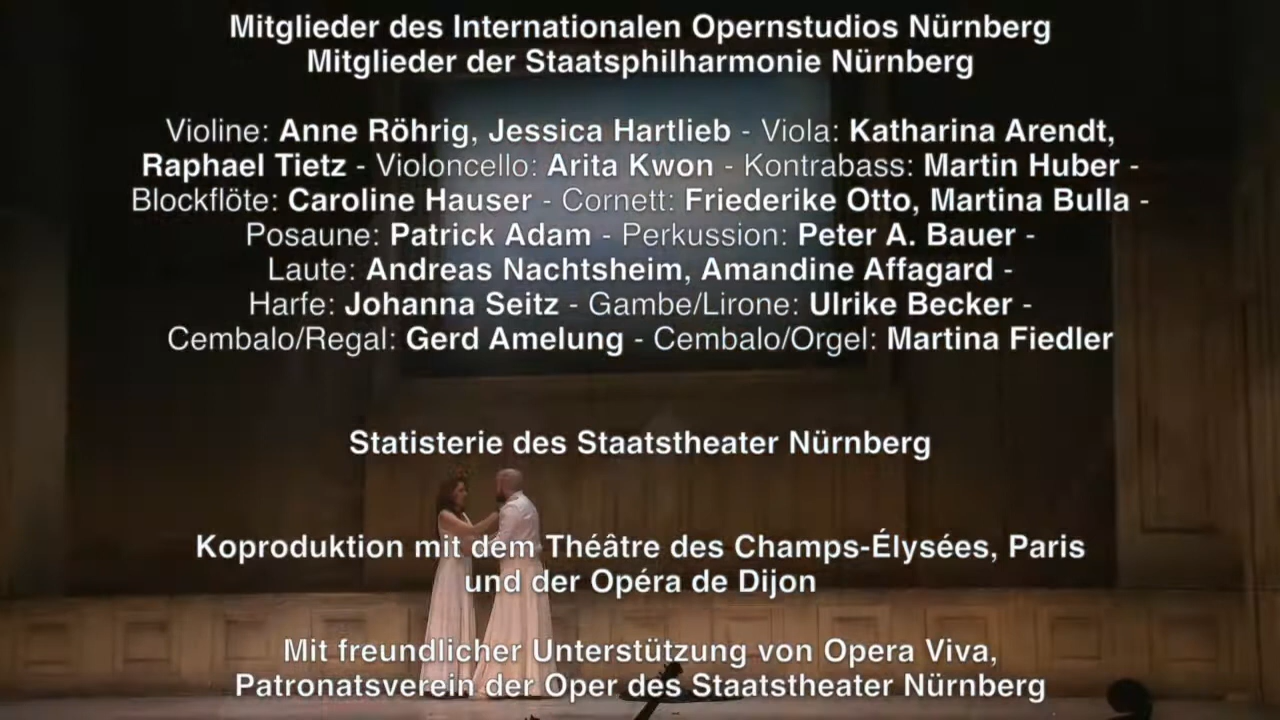 Mitglieder des Internationalen Opernstudios Nürnberg
Mitglieder der Staatsphilharmonie Nürnberg
Violine: Anne Röhrig, Jessica Hartlieb - Viola: Katharina Arendt,
Raphael Tietz - Violoncello: Arita Kwon - Kontrabass: Martin Huber -
Blockflöte: Caroline Hauser - Cornett: Friederike Otto, Martina Bulla -
Posaune: Patrick Adam - Perkussion: Peter A. Bauer -
Laute: Andreas Nachtsheim, Amandine Affagard -
Harfe: Johanna Seitz - Gambe/Lirone: Ulrike Becker -
Cembalo/Regal: Gerd Amelung - Cembalo/Orgel: Martina Fiedler
Statisterie des Staatstheater Nürnberg
Koproduktion mit dem Théâtre des Champs-Élysées, Paris
und der Opéra de Dijon
Mit freundlicher Unterstützung von Opera Viva,
Patronatsverein der Oper des Staatstheater Nürnberg